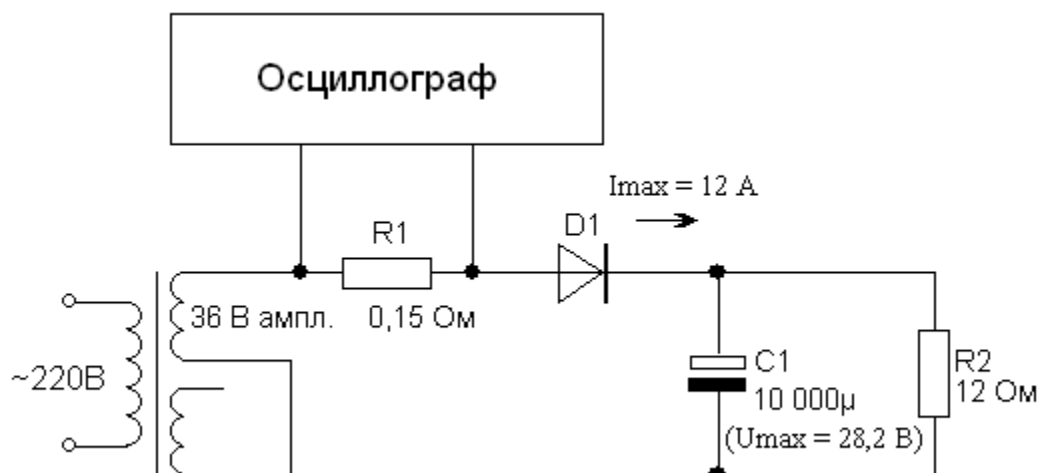 Осциллограф
Imax = 12 А
R1
D1
36 В ампл.
0,15 Ом
~220В
C1
10 000µ
(Umax = 28,2 В)
R2
12 Ом